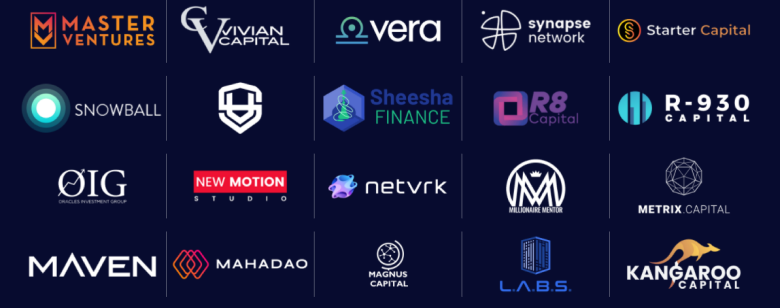 MASTER
VENTURES
VIVIAN
CAPITAL
vera
synapse
network
Starter Capital
SNOWBALL
Sheesha
FINANCE
R8
Capital
R-930
CAPITAL
ØIG
ORACLES INVESTMENT GROUP
NEW MOTION
STUDIO
netvrk
MILLIONAIRE MENTOR
METRIX.CAPITAL
MAVEN
MAHADAO
MAGNUS
CAPITAL
L.A.B.S.
KANGAROO
CAPITAL